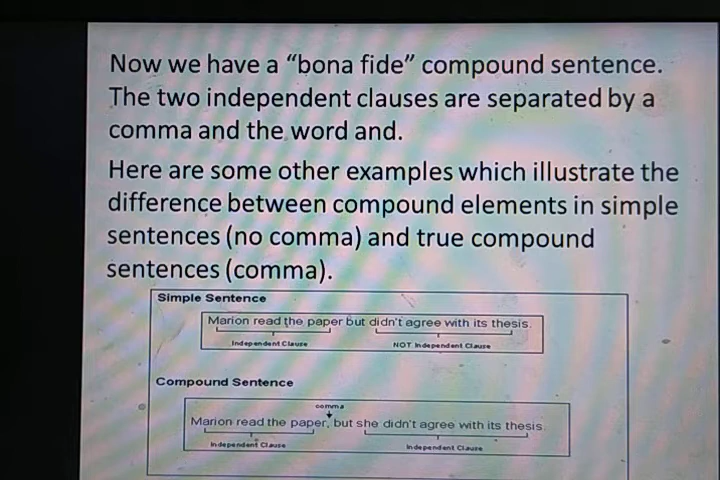 Now we have a “bona fide” compound sentence.
The two independent clauses are separated by a
comma and the word and.
Here are some other examples which illustrate the
difference between compound elements in simple
sentences (no comma) and true compound
sentences (comma).
Simple Sentence
Marion read the paper but didn't agree with its thesis.
Independent Clause NOT Independent Clause
Compound Sentence
comma
Marion read the paper, but she didn't agree with its thesis.
Independent Clause Independent Clause